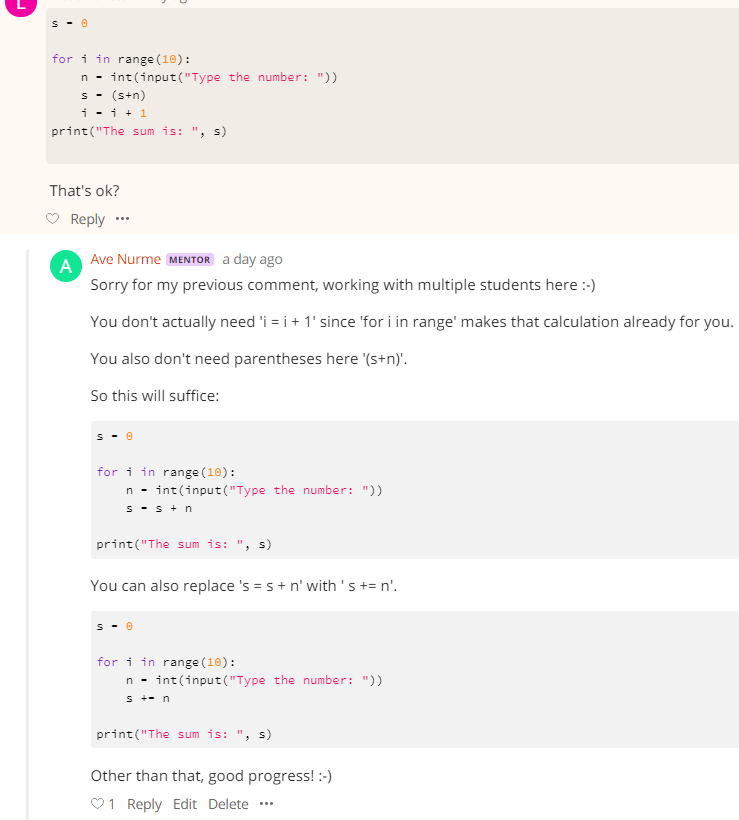 L
s = 0
for i in range(10):
    n = int(input("Type the number: "))
    s = (s+n)
    i = i + 1
print("The sum is: ", s)
That's ok?
Reply •••
A
Ave Nurme MENTOR a day ago
Sorry for my previous comment, working with multiple students here :-)
You don't actually need 'i = i + 1' since 'for i in range' makes that calculation already for you.
You also don't need parentheses here '(s+n)'.
So this will suffice:
s = 0
for i in range(10):
    n = int(input("Type the number: "))
    s = s + n
print("The sum is: ", s)
You can also replace 's = s + n' with ' s += n'.
s = 0
for i in range(10):
    n = int(input("Type the number: "))
    s += n
print("The sum is: ", s)
Other than that, good progress! :-)
1 Reply Edit Delete •••